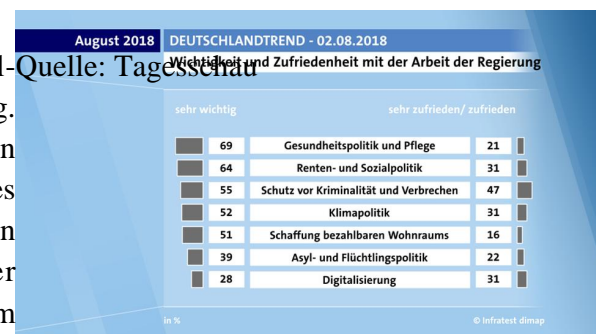 August 2018 DEUTSCHLANDTREND - 02.08.2018
l-Quelle: Tagesschau
Wichtigkeit und Zufriedenheit mit der Arbeit der Regierung
g.
sehr wichtig sehr zufrieden/ zufrieden
n
69 Gesundheitspolitik und Pflege 21
64 Renten- und Sozialpolitik 31
es
55 Schutz vor Kriminalität und Verbrechen 47
52 Klimapolitik 31
n
51 Schaffung bezahlbaren Wohnraums 16
39 Asyl- und Flüchtlingspolitik 22
er
28 Digitalisierung 31
m
in % © Infratest dimap